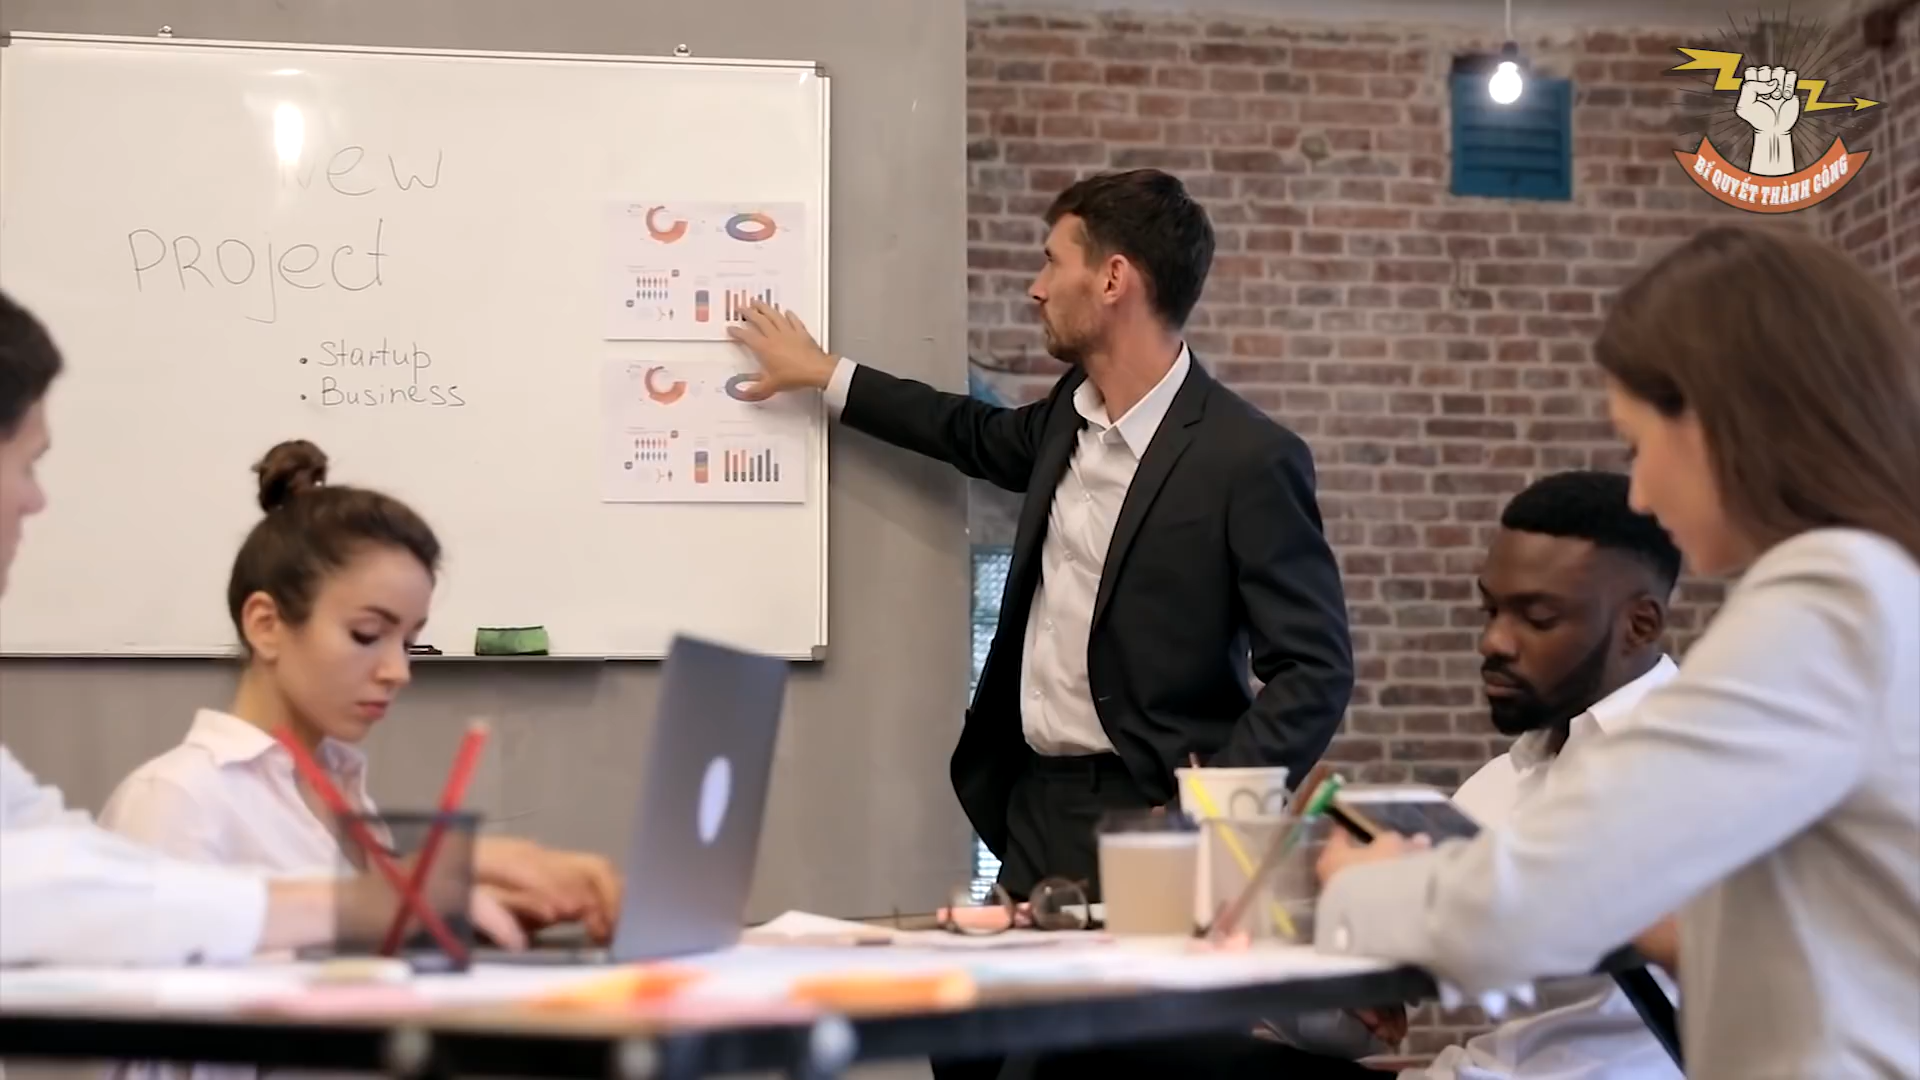 New
PROject
• Startup
• Business
BÍ QUYẾT THÀNH CÔNG